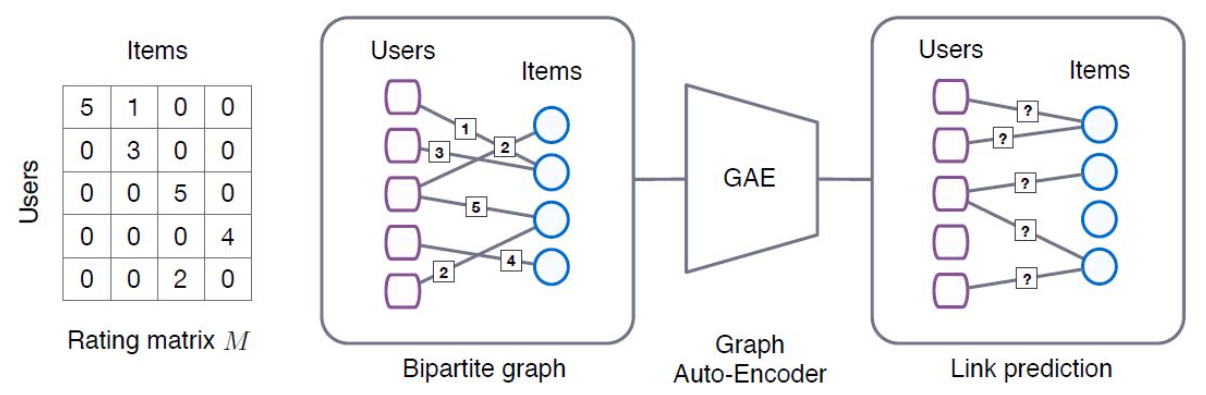 Items
Users
5 1 0 0
0 3 0 0
0 0 5 0
0 0 0 4
0 0 2 0
Rating matrix M
Users
Items
1
2
3
5
4
2
Bipartite graph
GAE
Graph
Auto-Encoder
Users
Items
?
?
?
?
?
Link prediction